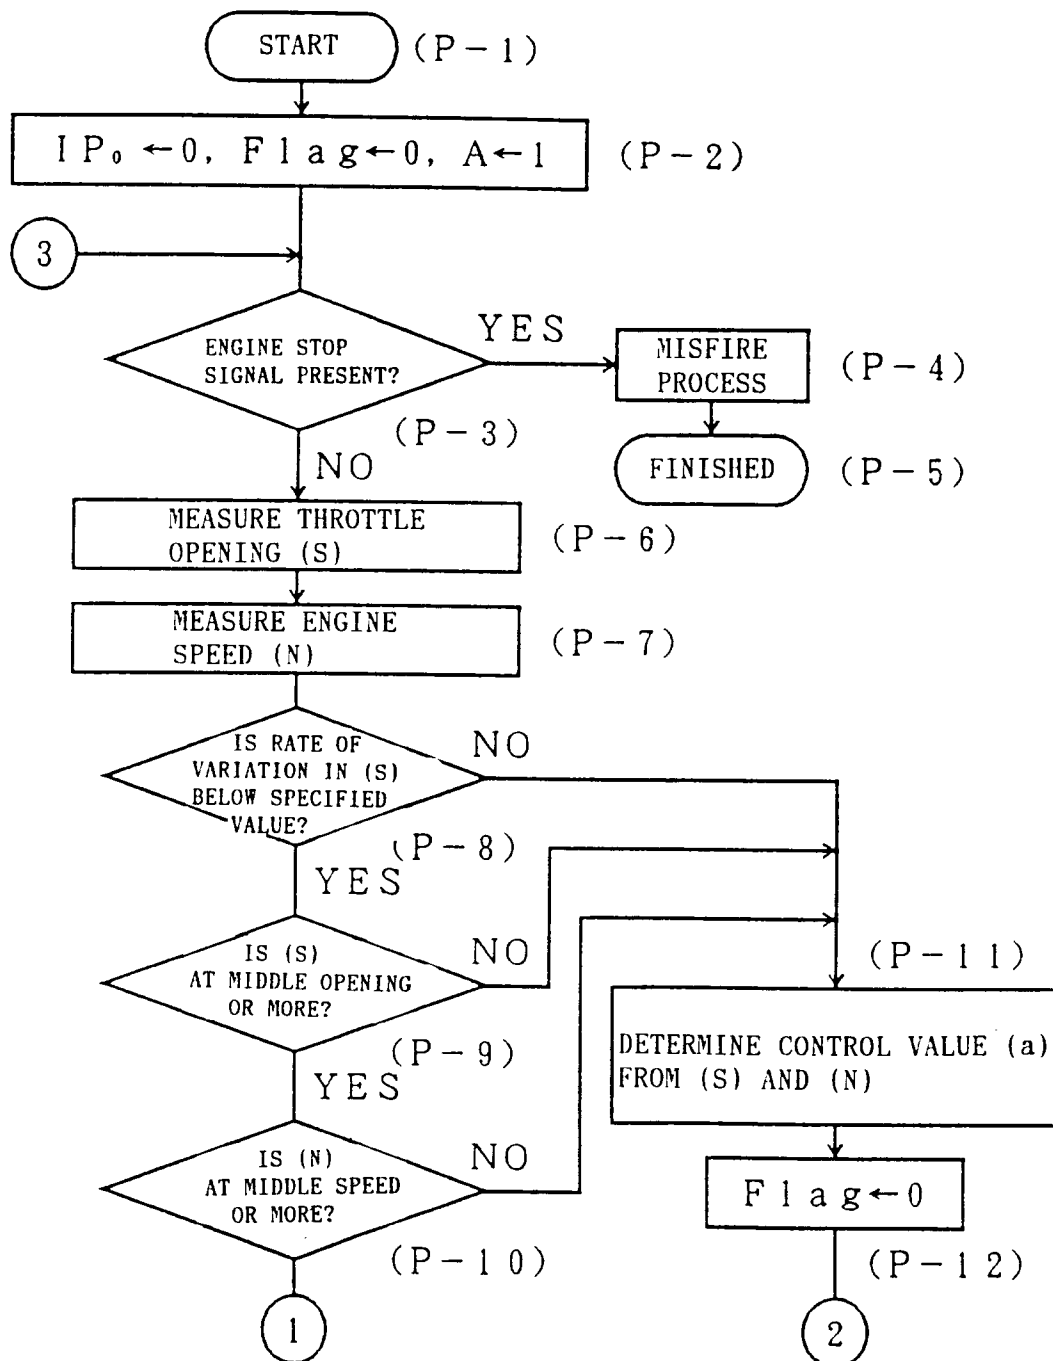 START
(P-1)
IP₀ ←0, Flag←0, A←1
(P-2)
3
ENGINE STOP
SIGNAL PRESENT?
YES
(P-3)
MISFIRE
PROCESS
(P-4)
FINISHED
(P-5)
NO
MEASURE THROTTLE
OPENING (S)
(P-6)
MEASURE ENGINE
SPEED (N)
(P-7)
IS RATE OF
VARIATION IN (S)
BELOW SPECIFIED
VALUE?
NO
(P-8)
YES
IS (S)
AT MIDDLE OPENING
OR MORE?
NO
(P-9)
YES
IS (N)
AT MIDDLE SPEED
OR MORE?
NO
(P-10)
1
(P-11)
DETERMINE CONTROL VALUE (a)
FROM (S) AND (N)
Flag←0
(P-12)
2